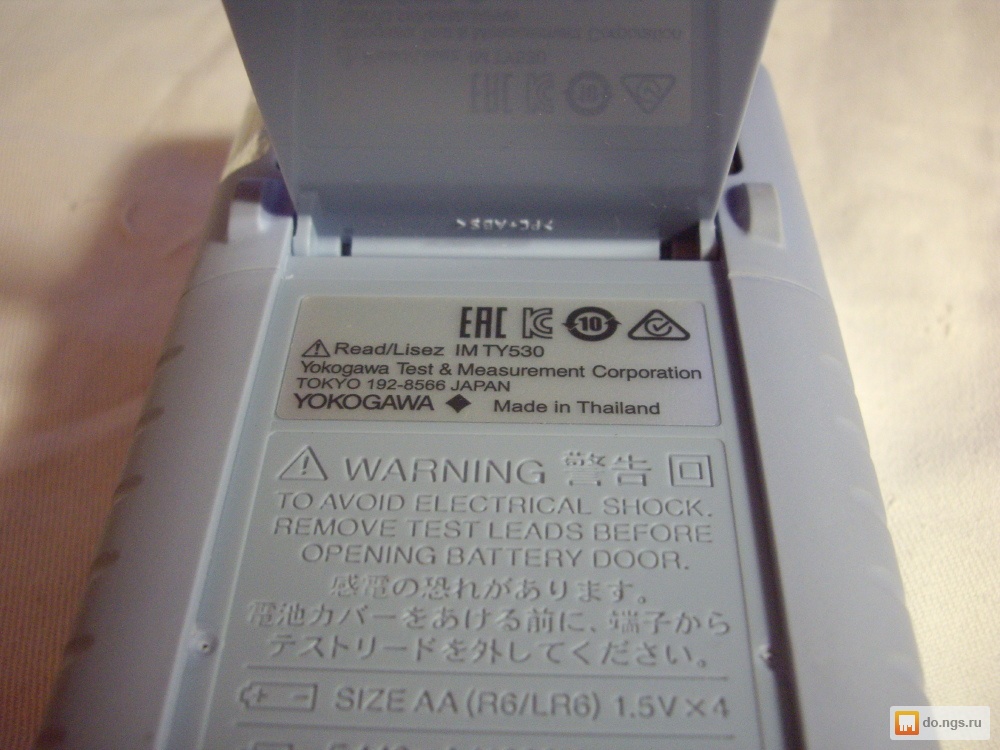 >PC+ABS<
EAC KC 10
Read/Lisez IM TY530
Yokogawa Test & Measurement Corporation
TOKYO 192-8566 JAPAN
YOKOGAWA Made in Thailand
WARNING 警告
TO AVOID ELECTRICAL SHOCK.
REMOVE TEST LEADS BEFORE
OPENING BATTERY DOOR.
感電の恐れがあります。
電池カバーをあける前に、端子から
テストリードを外してください。
+ - SIZE AA (R6/LR6) 1.5V×4
do.ngs.ru